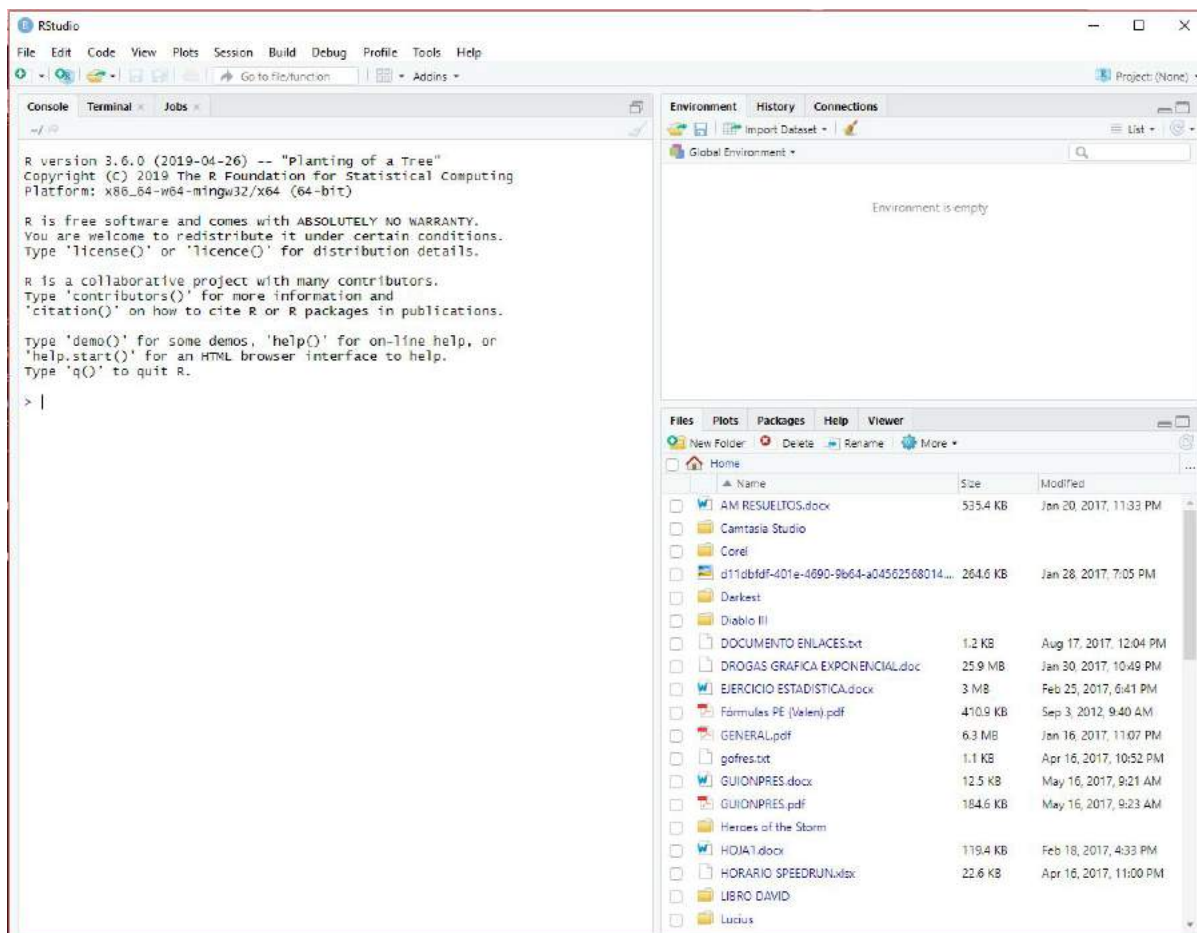 RStudio
File Edit Code View Plots Session Build Debug Profile Tools Help
Go to file/function Addins Project: (None)
Console Terminal Jobs
~/
R version 3.6.0 (2019-04-26) -- "Planting of a Tree"
Copyright (C) 2019 The R Foundation for Statistical Computing
Platform: x86_64-w64-mingw32/x64 (64-bit)
R is free software and comes with ABSOLUTELY NO WARRANTY.
You are welcome to redistribute it under certain conditions.
Type 'license()' or 'licence()' for distribution details.
R is a collaborative project with many contributors.
Type 'contributors()' for more information and
'citation()' on how to cite R or R packages in publications.
Type 'demo()' for some demos, 'help()' for on-line help, or
'help.start()' for an HTML browser interface to help.
Type 'q()' to quit R.
>
Environment History Connections
Import Dataset List
Global Environment
Environment is empty
Files Plots Packages Help Viewer
New Folder Delete Rename More
Home ...
Name Size Modified
AM RESUELTOS.docx 535.4 KB Jan 20, 2017, 11:33 PM
Camtasia Studio
Corel
d11dbfdf-401e-4690-9b64-a04562568014... 264.6 KB Jan 28, 2017, 7:05 PM
Darkest
Diablo III
DOCUMENTO ENLACES.txt 1.2 KB Aug 17, 2017, 12:04 PM
DROGAS GRAFICA EXPONENCIAL.doc 25.9 MB Jan 30, 2017, 10:49 PM
EJERCICIO ESTADISTICA.docx 3 MB Feb 25, 2017, 6:41 PM
Fórmulas PE (Valen).pdf 410.9 KB Sep 3, 2012, 9:40 AM
GENERAL.pdf 6.3 MB Jan 16, 2017, 11:07 PM
gofres.txt 1.1 KB Apr 16, 2017, 10:52 PM
GUIONPRES.docx 12.5 KB May 16, 2017, 9:21 AM
GUIONPRES.pdf 184.6 KB May 16, 2017, 9:23 AM
Heroes of the Storm
HOJA1.docx 119.4 KB Feb 18, 2017, 4:33 PM
HORARIO SPEEDRUN.xlsx 22.6 KB Apr 16, 2017, 11:00 PM
LIBRO DAVID
Lucius